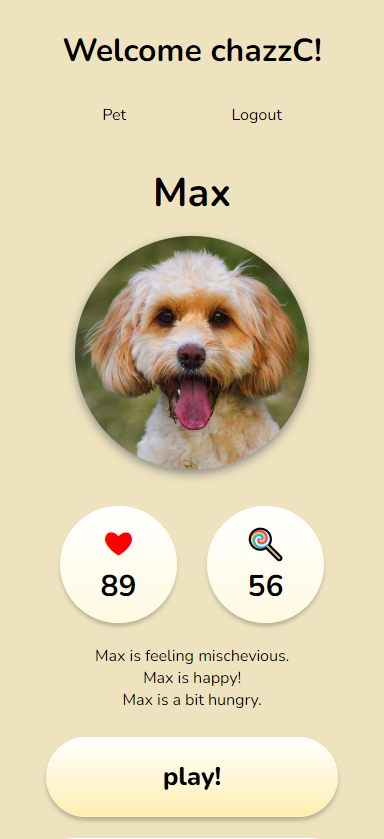 Welcome chazzC!
Pet Logout
Max
89 56
Max is feeling mischevious.
Max is happy!
Max is a bit hungry.
play!